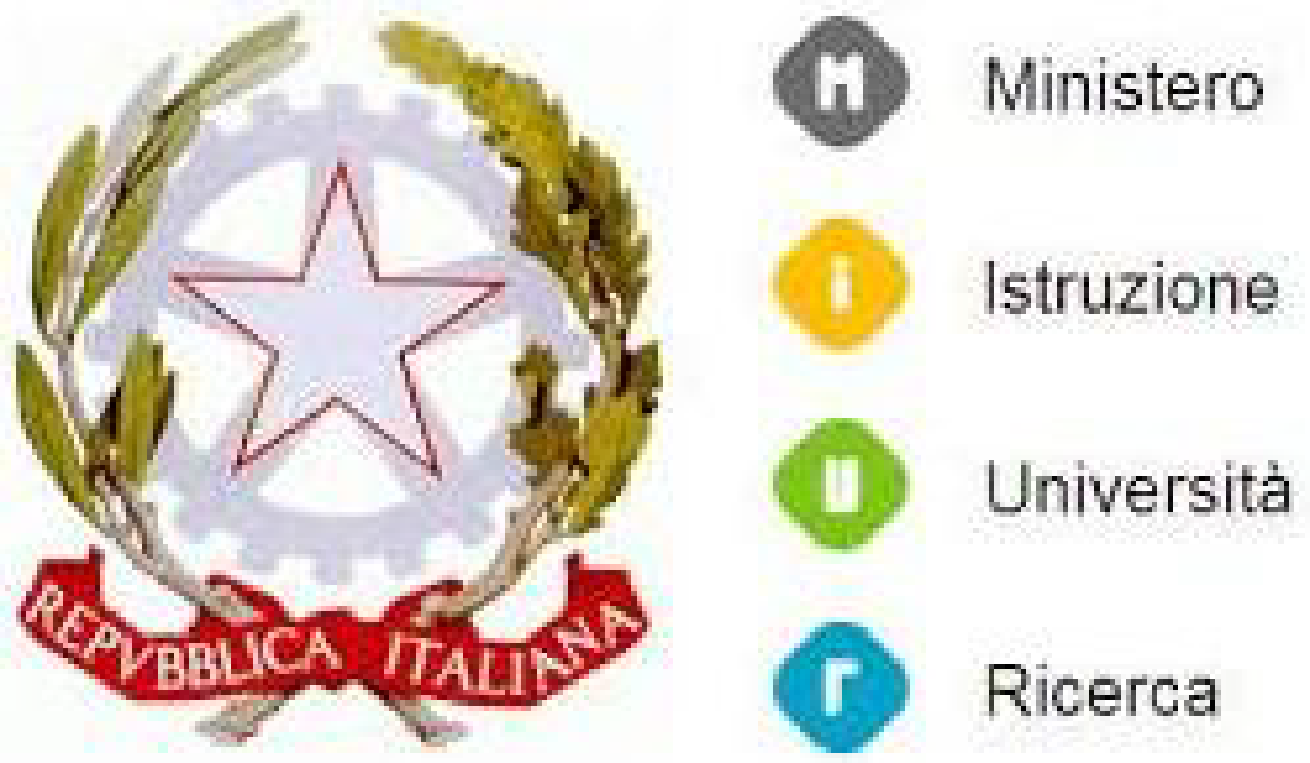 REPVBBLICA ITALIANA
M Ministero
i Istruzione
u Università
r Ricerca